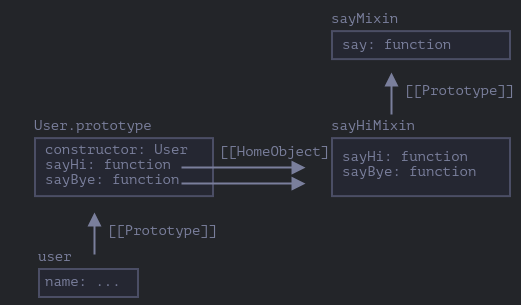 sayMixin
say: function
[[Prototype]]
sayHiMixin
sayHi: function
sayBye: function
User.prototype
constructor: User
sayHi: function
sayBye: function
[[HomeObject]
[[Prototype]]
user
name: ...